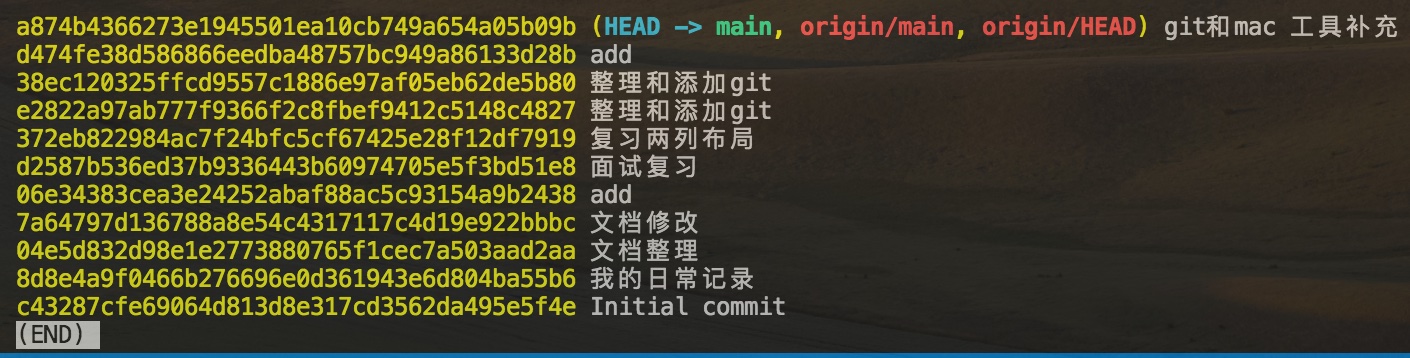 a874b4366273e1945501ea10cb749a654a05b09b (HEAD -> main, origin/main, origin/HEAD) git和mac 工具补充
d474fe38d586866eedba48757bc949a86133d28b add
38ec120325ffcd9557c1886e97af05eb62de5b80 整理和添加git
e2822a97ab777f9366f2c8fbef9412c5148c4827 整理和添加git
372eb822984ac7f24bfc5cf67425e28f12df7919 复习两列布局
d2587b536ed37b9336443b60974705e5f3bd51e8 面试复习
06e34383cea3e24252abaf88ac5c93154a9b2438 add
7a64797d136788a8e54c4317117c4d19e922bbbc 文档修改
04e5d832d98e1e2773880765f1cec7a503aad2aa 文档整理
8d8e4a9f0466b276696e0d361943e6d804ba55b6 我的日常记录
c43287cfe69064d813d8e317cd3562da495e5f4e Initial commit
(END)